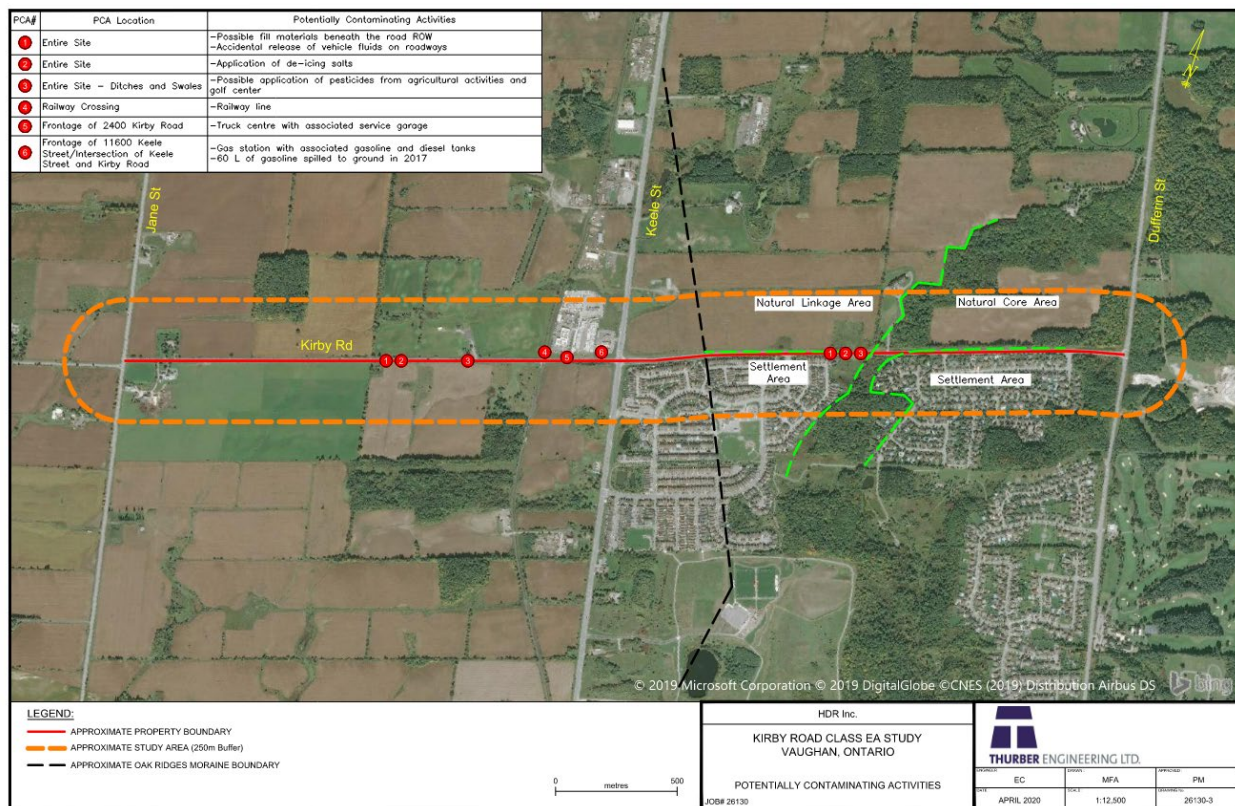 PCA# PCA Location Potentially Contaminating Activities
1 Entire Site -Possible fill materials beneath the road ROW
-Accidental release of vehicle fluids on roadways
2 Entire Site -Application of de-icing salts
3 Entire Site - Ditches and Swales -Possible application of pesticides from agricultural activities and
golf center
4 Railway Crossing -Railway line
5 Frontage of 2400 Kirby Road -Truck centre with associated service garage
6 Frontage of 11600 Keele
Street/Intersection of Keele
Street and Kirby Road
-Gas station with associated gasoline and diesel tanks
-60 L of gasoline spilled to ground in 2017
N
Jane St
Keele St
Dufferin St
Natural Linkage Area
Natural Core Area
Kirby Rd
1 2 3 4 5 6 1 2 3
Settlement
Area
Settlement Area
© 2019 Microsoft Corporation © 2019 DigitalGlobe ©CNES (2019) Distribution Airbus DS
bing
LEGEND:
APPROXIMATE PROPERTY BOUNDARY
APPROXIMATE STUDY AREA (250m Buffer)
APPROXIMATE OAK RIDGES MORAINE BOUNDARY
0 500
metres
HDR Inc.
KIRBY ROAD CLASS EA STUDY
VAUGHAN, ONTARIO
POTENTIALLY CONTAMINATING ACTIVITIES
JOB# 26130
THURBER ENGINEERING LTD.
ENGINEER: DRAWN: APPROVED:
EC MFA PM
DATE SCALE DRAWING No.
APRIL 2020 1:12,500 26130-3